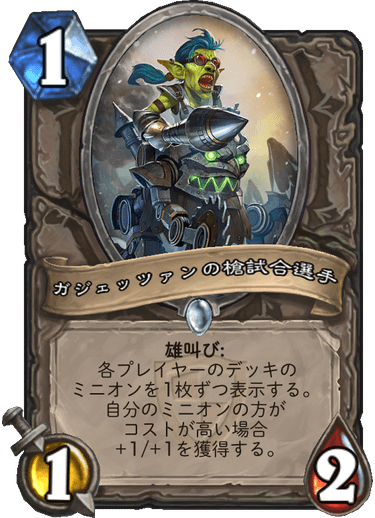 1
ガジェッツァンの槍試合選手
雄叫び:
各プレイヤーのデッキの
ミニオンを1枚ずつ表示する。
自分のミニオンの方が
コストが高い場合
+1/+1を獲得する。
1
2